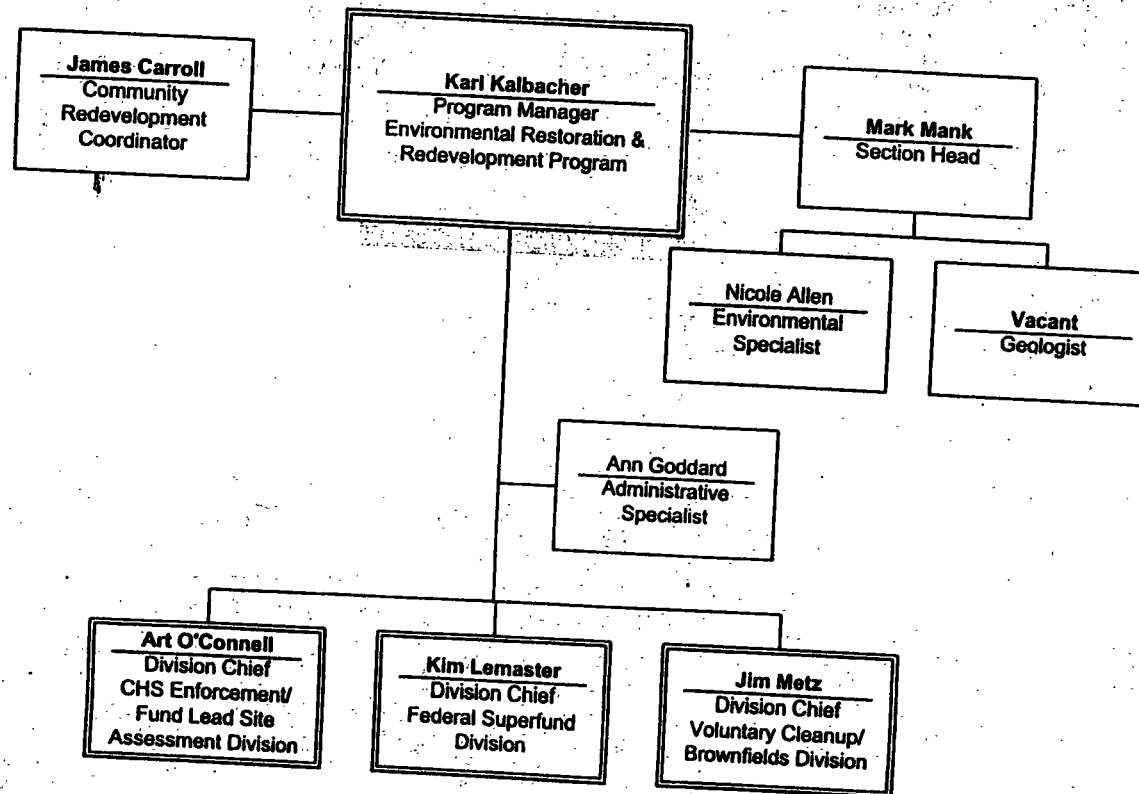 James Carroll
Community
Redevelopment
Coordinator
Karl Kalbacher
Program Manager
Environmental Restoration &
Redevelopment Program
Mark Mank
Section Head
Nicole Allen
Environmental
Specialist
Vacant
Geologist
Ann Goddard
Administrative
Specialist
Art O'Connell
Division Chief
CHS Enforcement/
Fund Lead Site
Assessment Division
Kim Lemaster
Division Chief
Federal Superfund
Division
Jim Metz
Division Chief
Voluntary Cleanup/
Brownfields Division